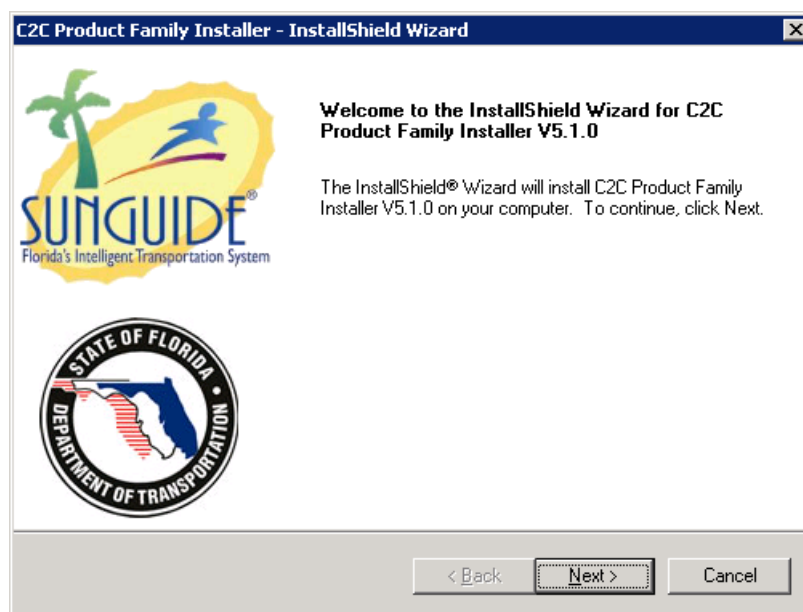 C2C Product Family Installer - InstallShield Wizard
SUNGUIDE®
Florida's Intelligent Transportation System
STATE OF FLORIDA
DEPARTMENT OF TRANSPORTATION
Welcome to the InstallShield Wizard for C2C
Product Family Installer V5.1.0
The InstallShield® Wizard will install C2C Product Family
Installer V5.1.0 on your computer. To continue, click Next.
< Back
Next >
Cancel